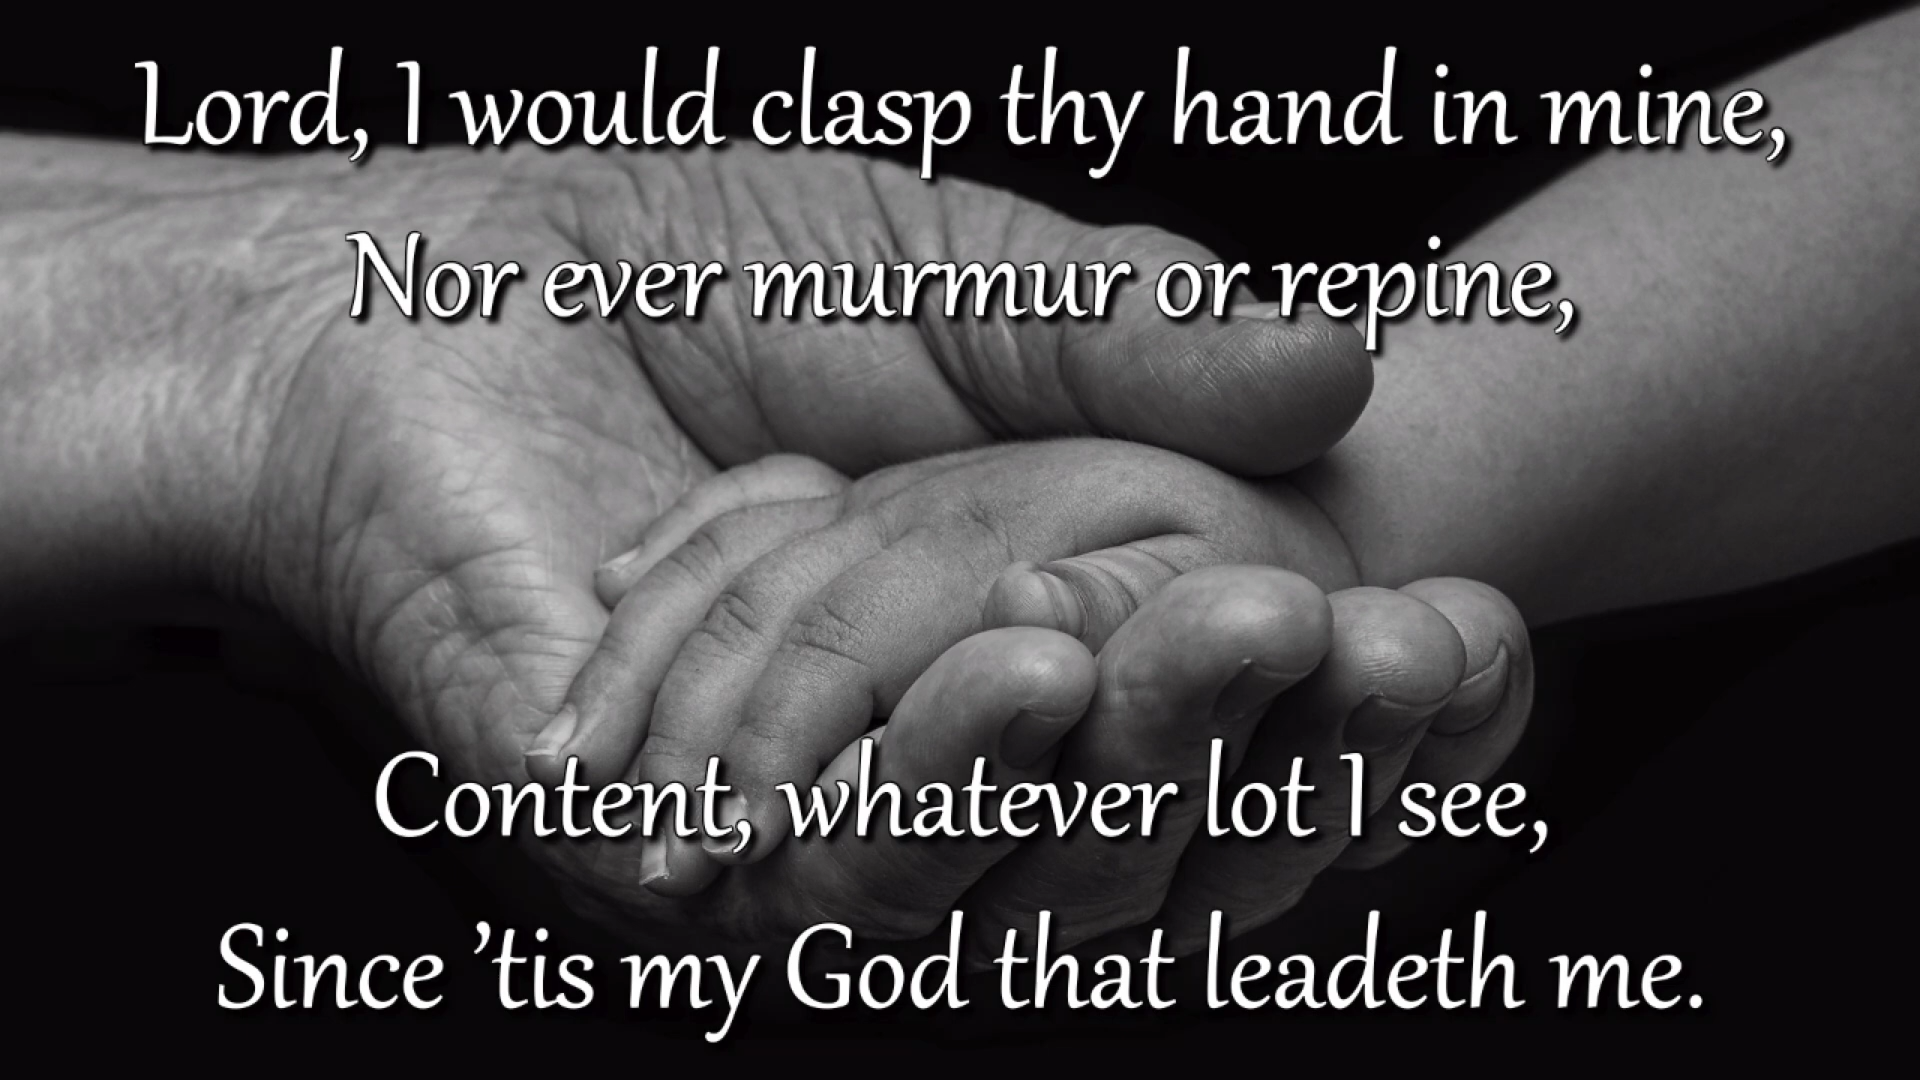 Lord, I would clasp thy hand in mine,
Nor ever murmur or repine,
Content, whatever lot I see,
Since ’tis my God that leadeth me.